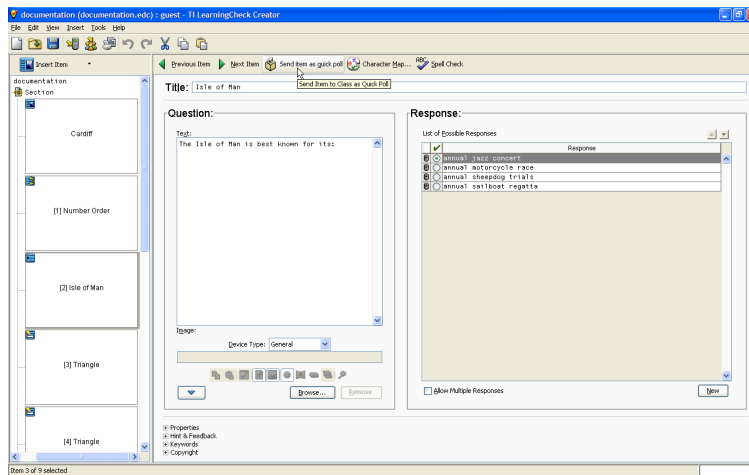 documentation (documentation.edc) : guest - TI LearningCheck Creator
File Edit View Insert Tools Help
Insert Item
Previous Item Next Item Send item as quick poll Character Map... ABC Spell Check
Send Item to Class as Quick Poll
documentation
Section
Cardiff
[1] Number Order
[2] Isle of Man
[3] Triangle
[4] Triangle
Title: Isle of Man
Question:
Text:
The Isle of Man is best known for its:
Image:
Device Type: General
Browse... Remove
Response:
List of Possible Responses
Response
annual jazz concert
annual motorcycle race
annual sheepdog trials
annual sailboat regatta
Allow Multiple Responses
New
Properties
Hint & Feedback
Keywords
Copyright
Item 3 of 9 selected